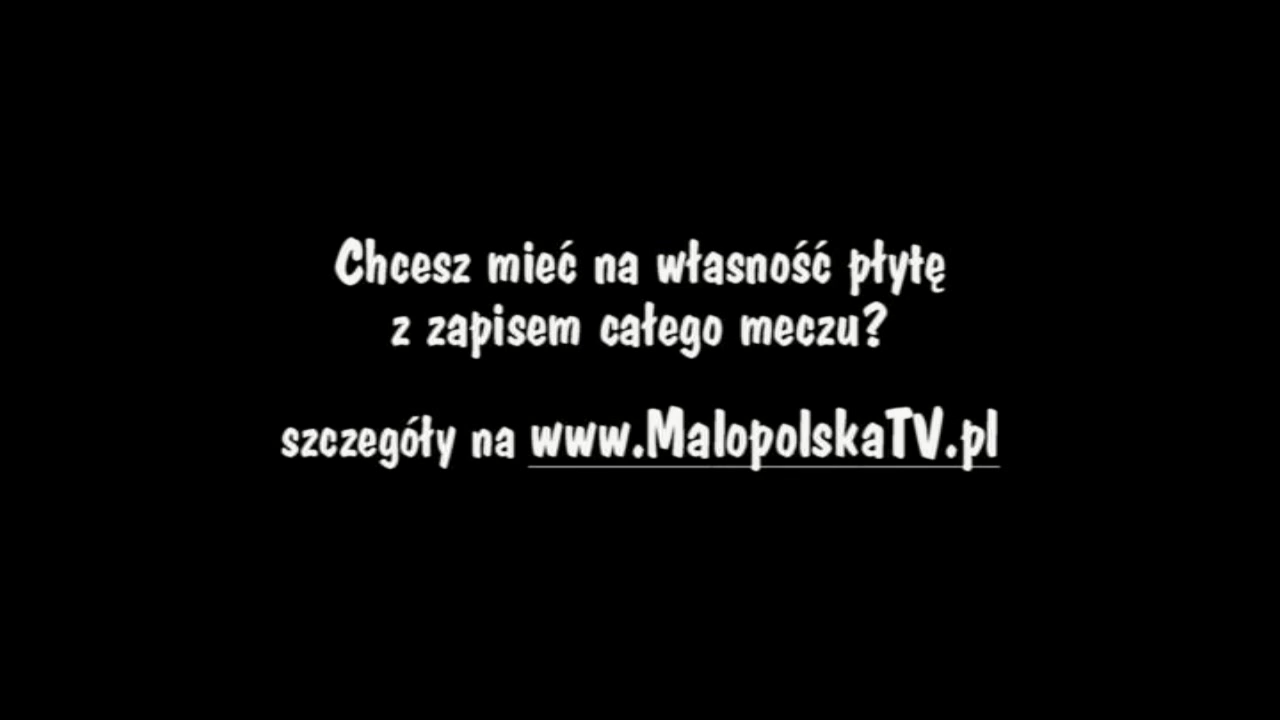 Chcesz mieć na własność płytę
z zapisem całego meczu?
szczegóły na www.MalopolskaTV.pl